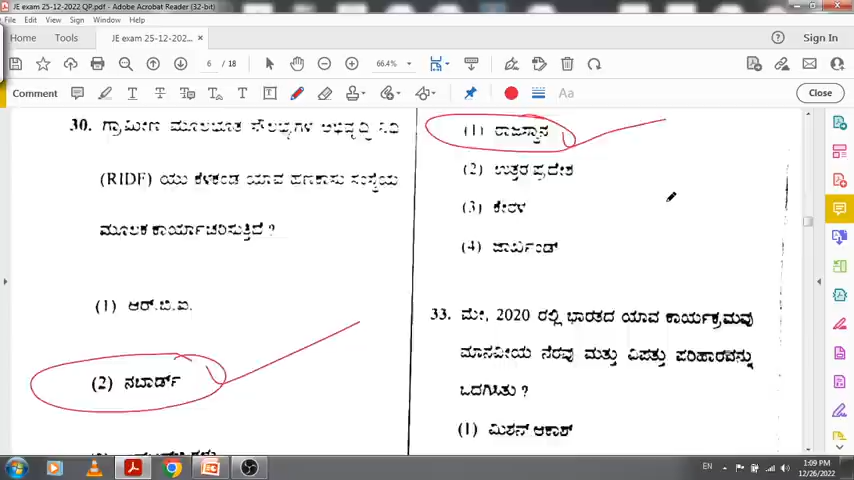 JE exam 25-12-2022 QP.pdf - Adobe Acrobat Reader (32-bit)
File Edit View Sign Window Help
Home Tools JE exam 25-12-202... × Sign In
6 / 18 66.4%
Comment Aa Close
30. ಗ್ರಾಮೀಣ ಮೂಲಭೂತ ಸೌಲಭ್ಯಗಳ ಅಭಿವೃದ್ಧಿ ನಿಧಿ
(RIDF) ಯು ಕೆಳಕಂಡ ಯಾವ ಹಣಕಾಸು ಸಂಸ್ಥೆಯ
ಮೂಲಕ ಕಾರ್ಯಾಚರಿಸುತ್ತಿದೆ ?
(1) ಆರ್.ಬಿ.ಐ.
(2) ನಬಾರ್ಡ್
(1) ರಾಜಸ್ಥಾನ
(2) ಉತ್ತರ ಪ್ರದೇಶ
(3) ಕೇರಳ
(4) ಜಾರ್ಖಂಡ್
33. ಮೇ, 2020 ರಲ್ಲಿ ಭಾರತದ ಯಾವ ಕಾರ್ಯಕ್ರಮವು
ಮಾನವೀಯ ನೆರವು ಮತ್ತು ವಿಪತ್ತು ಪರಿಹಾರವನ್ನು
ಒದಗಿಸಿತು ?
(1) ಮಿಶನ್ ಆಕಾಶ್
EN 1:09 PM
12/26/2022